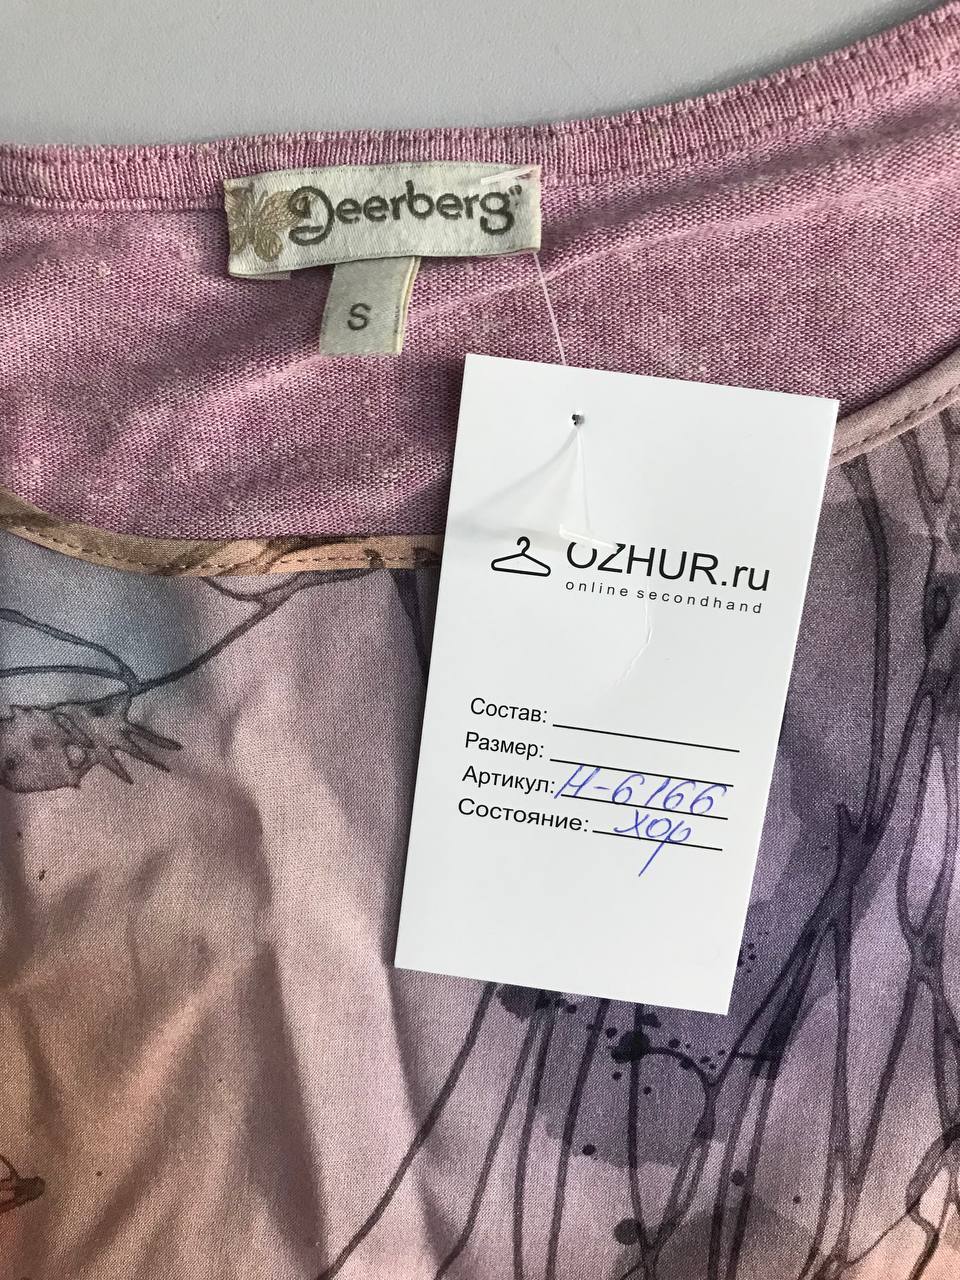 Deerberg
S
OZHUR.ru
online secondhand
Состав:
Размер:
Артикул: Н-6166
Состояние: хор